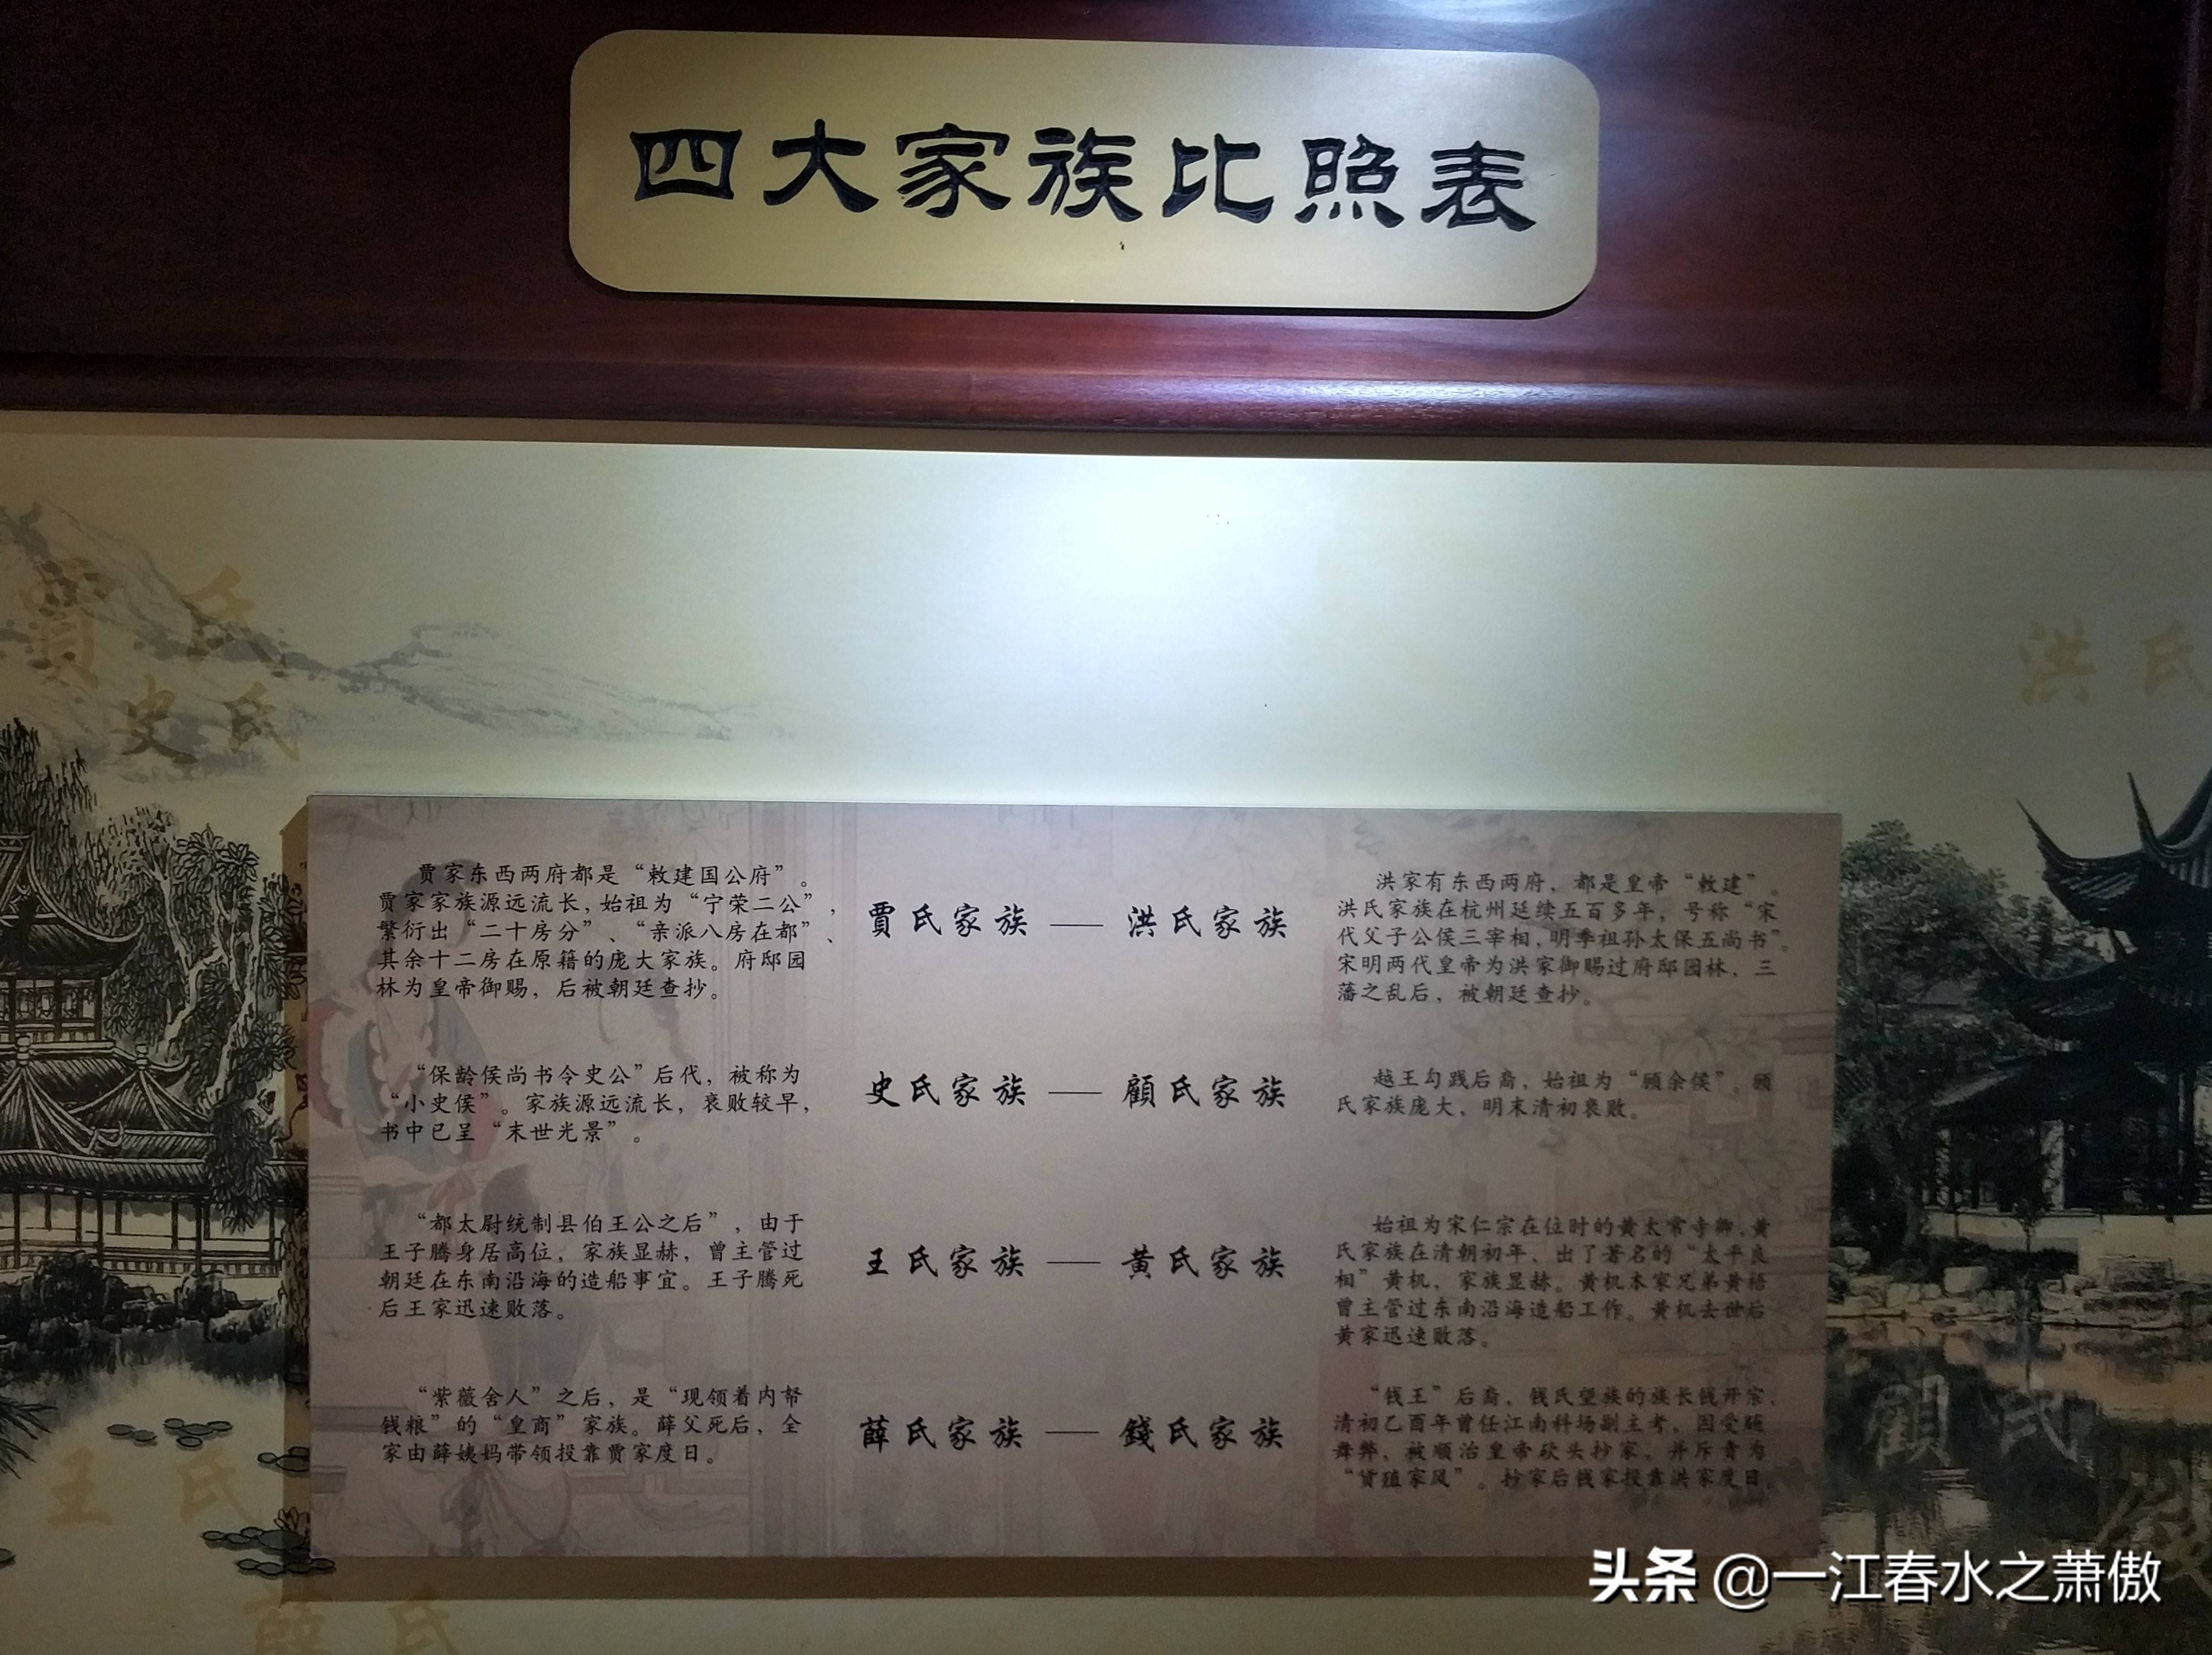 四大家族比照表
賈氏
史氏
洪氏
贾家东西两府都是“敕建国公府”。
贾家家族源远流长,始祖为“宁荣二公”,
繁衍出“二十房分”、“亲派八房在都”、
其余十二房在原籍的庞大家族。府邸园
林为皇帝御赐，后被朝廷查抄。
賈氏家族——洪氏家族
洪家有东西两府，都是皇帝“敕建”。
洪氏家族在杭州延续五百多年，号称“宋
代父子公侯三宰相,明季祖孙太保五尚书”。
宋明两代皇帝为洪家御赐过府邸园林，三
藩之乱后，被朝廷查抄。
“保龄侯尚书令史公”后代，被称为
“小史侯”。家族源远流长，衰败较早，
书中已呈“末世光景”。
史氏家族——顧氏家族
越王勾践后裔，始祖为“顾余侯”。顾
氏家族庞大，明末清初衰败。
“都太尉统制县伯王公之后”，由于
王子腾身居高位，家族显赫，曾主管过
朝廷在东南沿海的造船事宜。王子腾死
后王家迅速败落。
王氏家族——黄氏家族
始祖为宋仁宗在位时的黄太常寺卿,黄
氏家族在清朝初年，出了著名的“太平良
相”黄机，家族显赫。黄机本家兄弟黄梧
曾主管过东南沿海造船工作。黄机去世后
黄家迅速败落。
“紫薇舍人”之后，是“现领着内帑
钱粮”的“皇商”家族。薛父死后，全
家由薛姨妈带领投靠贾家度日。
薛氏家族——錢氏家族
“钱王”后裔，钱氏望族的族长钱开宗，
清初乙酉年曾任江南科场副主考，因受贿
舞弊，被顺治皇帝砍头抄家。并斥责为
“货殖家风”。抄家后钱家投靠洪家度日。
顧氏
王氏
薛氏
头条 @一江春水之萧傲